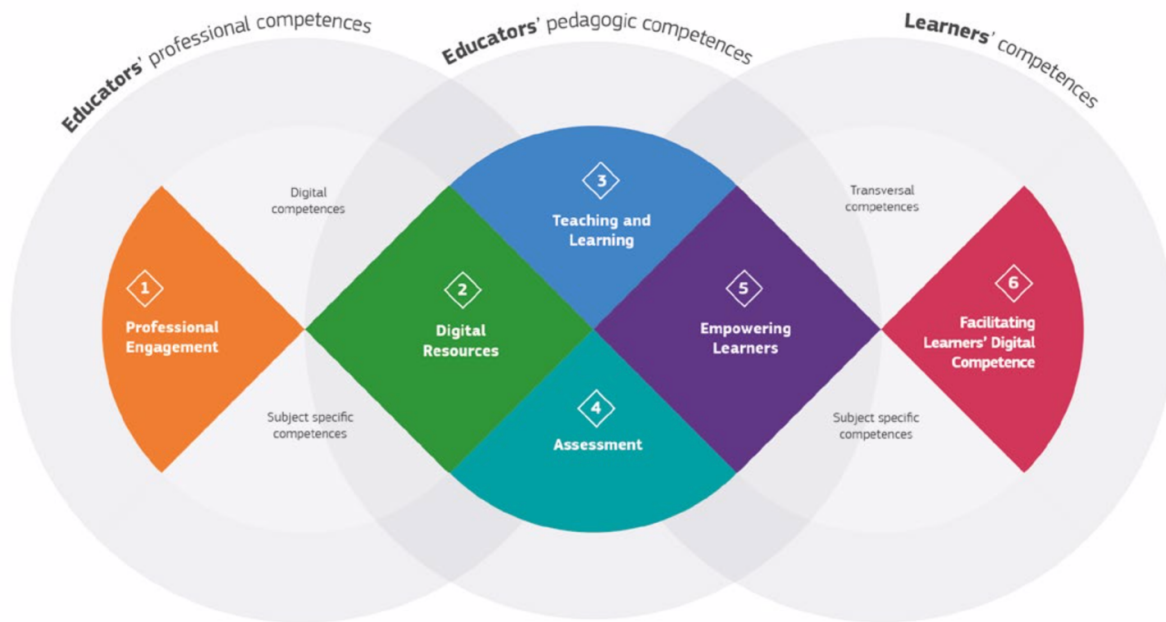 Educators' professional competences
Educators' pedagogic competences
Learners' competences
Digital
competences
Transversal
competences
3
Teaching and
Learning
1
Professional
Engagement
2
Digital
Resources
5
Empowering
Learners
6
Facilitating
Learners' Digital
Competence
4
Assessment
Subject specific
competences
Subject specific
competences